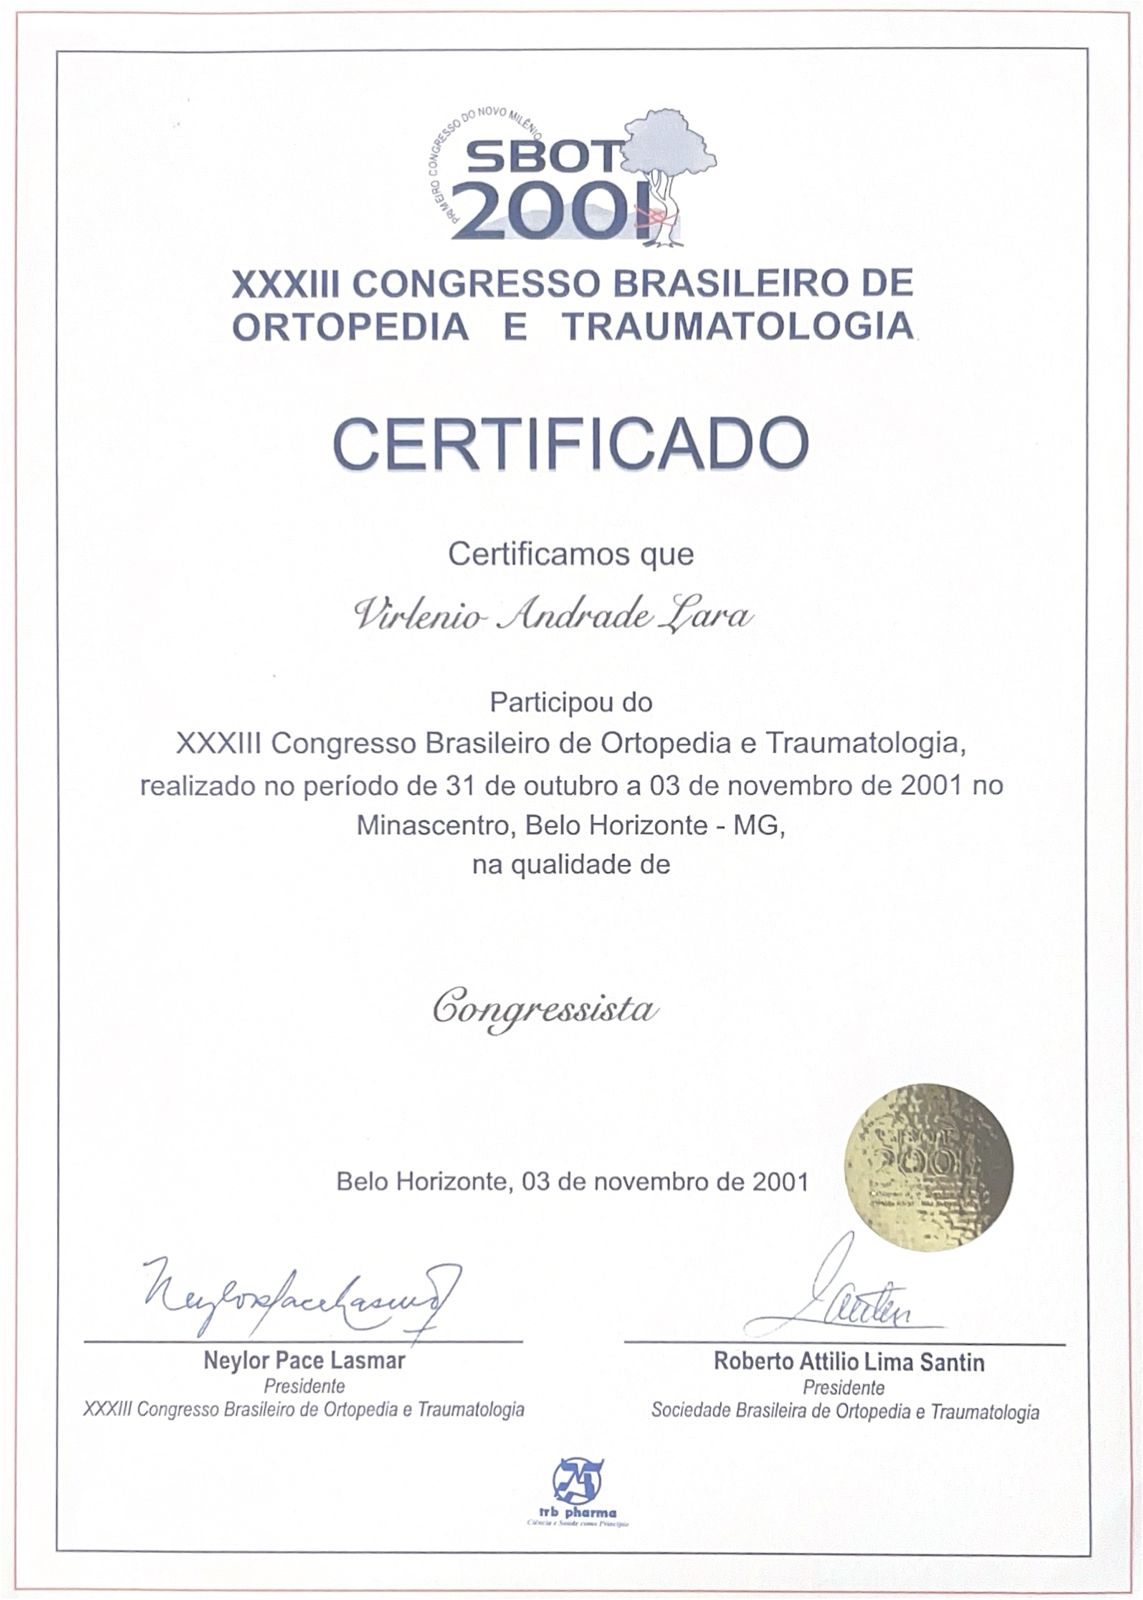 PRIMEIRO CONGRESSO DO NOVO MILÊNIO
SBOT
2001
XXXIII CONGRESSO BRASILEIRO DE
ORTOPEDIA E TRAUMATOLOGIA
CERTIFICADO
Certificamos que
Virlenio Andrade Lara
Participou do
XXXIII Congresso Brasileiro de Ortopedia e Traumatologia,
realizado no período de 31 de outubro a 03 de novembro de 2001 no
Minascentro, Belo Horizonte - MG,
na qualidade de
Congressista
SBOT
2001
Belo Horizonte, 03 de novembro de 2001
Neylor Pace Lasmar
Santin
Neylor Pace Lasmar
Presidente
XXXIII Congresso Brasileiro de Ortopedia e Traumatologia
Roberto Attilio Lima Santin
Presidente
Sociedade Brasileira de Ortopedia e Traumatologia
trb pharma
Ciência e Saúde como Princípio